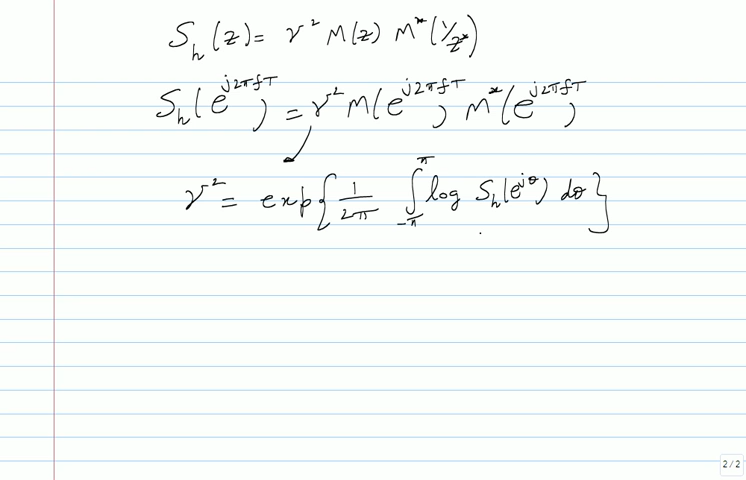 S_h(z) = γ² M(z) M*(1/z*)
S_h(e^{j2πfT}) = γ² M(e^{j2πfT}) M*(e^{j2πfT})
γ² = exp{ 1/2π ∫_{-π}^{π} log S_h(e^{jθ}) dθ }
2 / 2